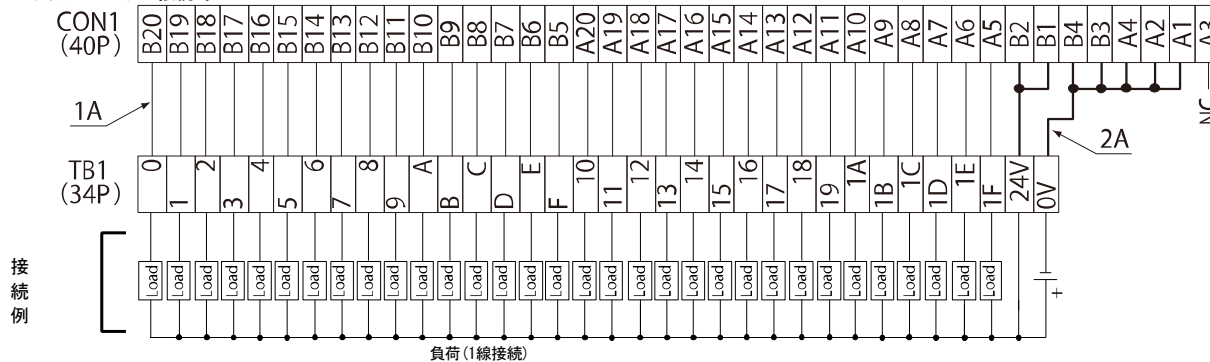 CON1
(40P)
B20 B19 B18 B17 B16 B15 B14 B13 B12 B11 B10 B9 B8 B7 B6 B5 A20 A19 A18 A17 A16 A15 A14 A13 A12 A11 A10 A9 A8 A7 A6 A5 B2 B1 B4 B3 A4 A2 A1 A3
1A
NC
2A
TB1
(34P)
0 1 2 3 4 5 6 7 8 9 A B C D E F 10 11 12 13 14 15 16 17 18 19 1A 1B 1C 1D 1E 1F 24V 0V
接続例
Load Load Load Load Load Load Load Load Load Load Load Load Load Load Load Load Load Load Load Load Load Load Load Load Load Load Load Load Load Load Load Load
+
負荷(1線接続)